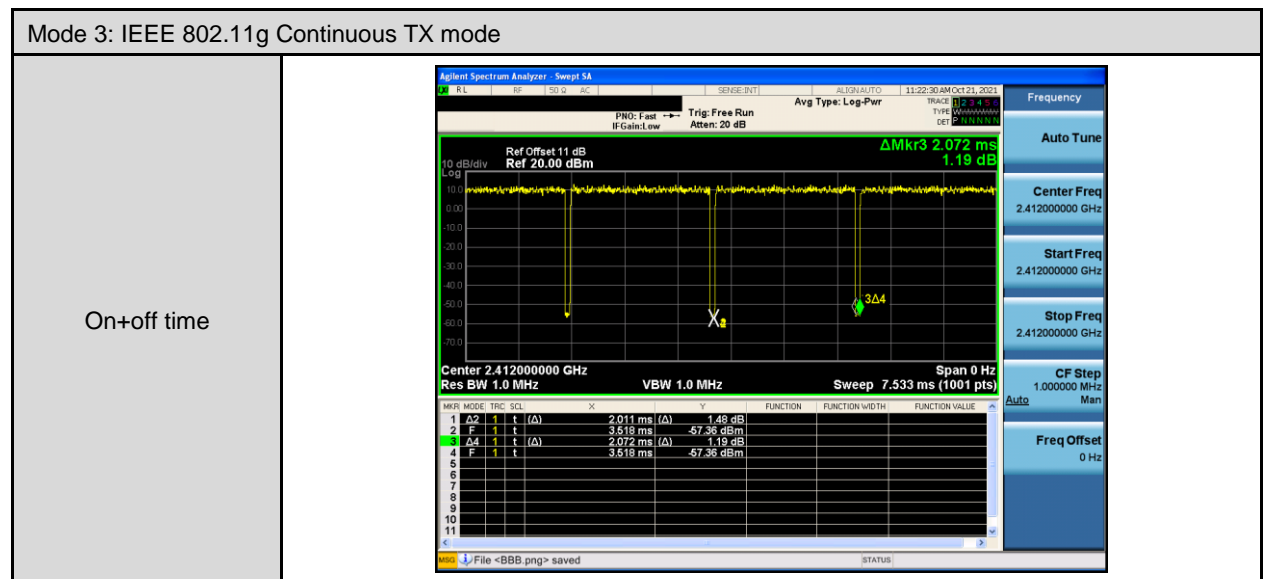 Mode 3: IEEE 802.11g Continuous TX mode
On+off time
Agilent Spectrum Analyzer - Swept SA
RL RF 50 Ω AC SENSE:INT ALIGN AUTO 11:22:30 AM Oct 21, 2021
PNO: Fast
IFGain:Low
Trig: Free Run
Atten: 20 dB
Avg Type: Log-Pwr
TRACE 1 2 3 4 5 6
TYPE W
DET P N N N N N
Ref Offset 11 dB
10 dB/div Ref 20.00 dBm
Log
ΔMkr3 2.072 ms
1.19 dB
10.0
0.00
-10.0
-20.0
-30.0
-40.0
-50.0
-60.0
-70.0
3Δ4
Center 2.412000000 GHz Span 0 Hz
Res BW 1.0 MHz VBW 1.0 MHz Sweep 7.533 ms (1001 pts)
MKR MODE TRC SCL X Y FUNCTION FUNCTION WIDTH FUNCTION VALUE
1 Δ2 1 t (Δ) 2.011 ms (Δ) 1.48 dB
2 F 1 t 3.518 ms -57.36 dBm
3 Δ4 1 t (Δ) 2.072 ms (Δ) 1.19 dB
4 F 1 t 3.518 ms -57.36 dBm
5
6
7
8
9
10
11
MSG File <BBB.png> saved STATUS
Frequency
Auto Tune
Center Freq
2.412000000 GHz
Start Freq
2.412000000 GHz
Stop Freq
2.412000000 GHz
CF Step
1.000000 MHz
Auto Man
Freq Offset
0 Hz